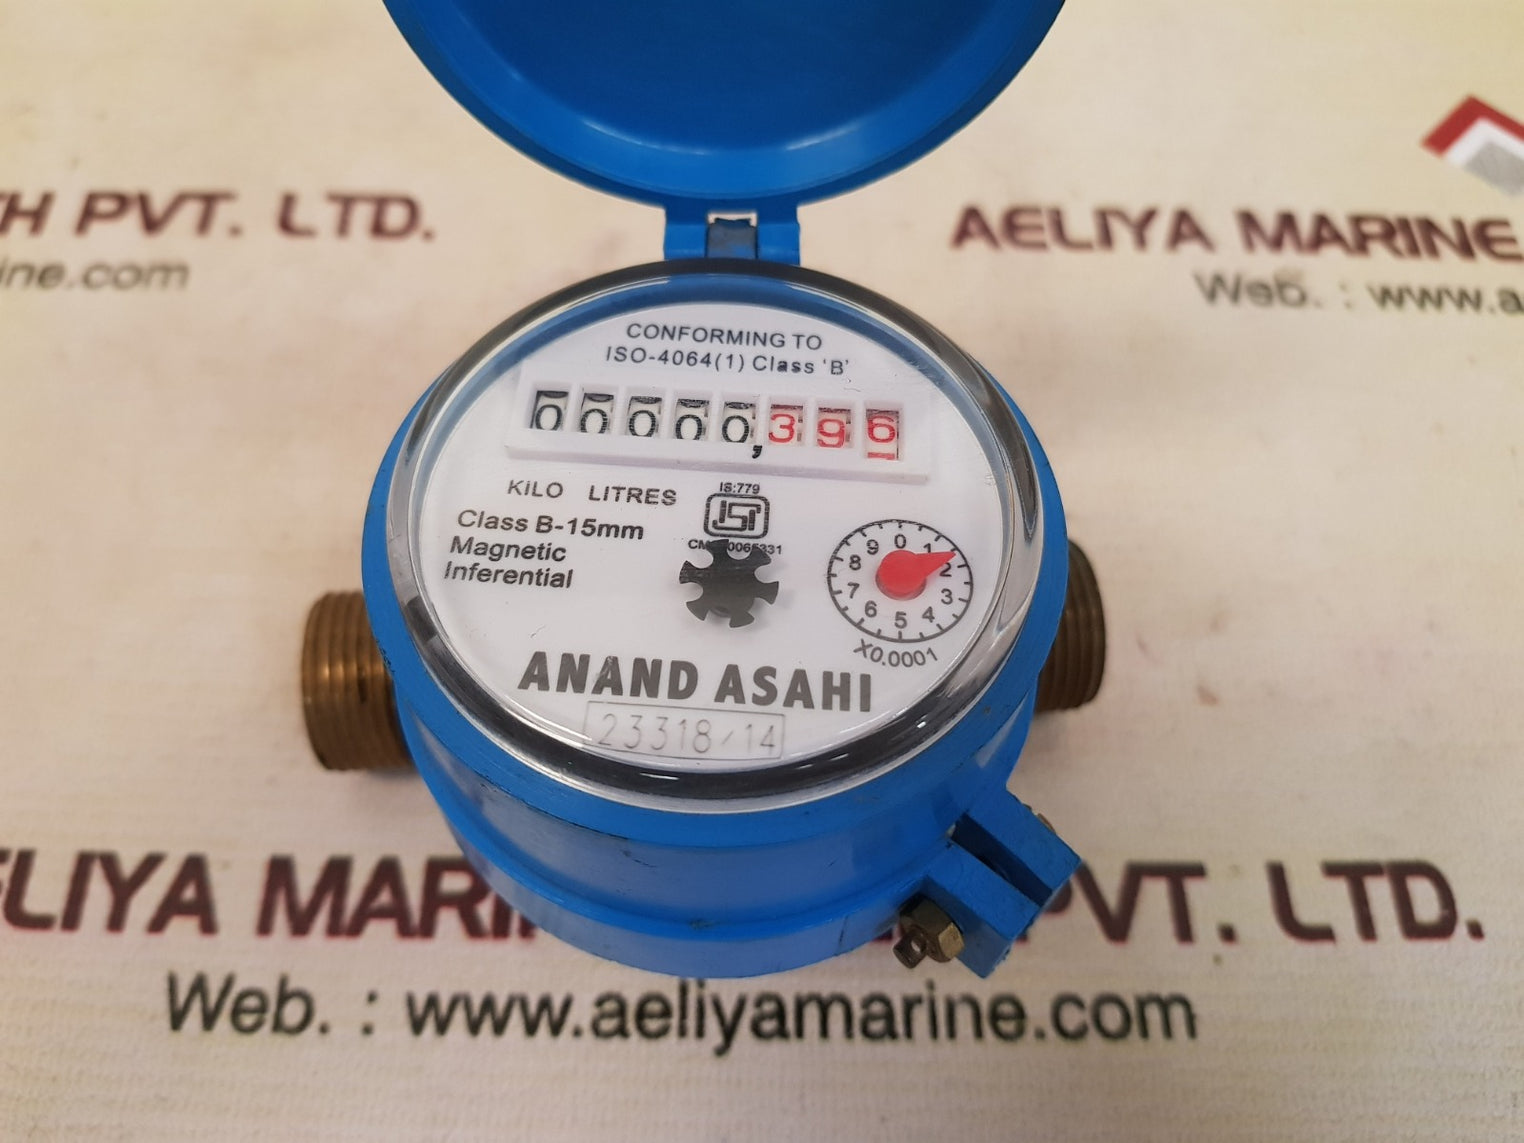 TH PVT. LTD.
ine.com
AELIYA MARINE
Web. : www.a
CONFORMING TO
ISO-4064(1) Class 'B'
00000,396
KiLO LITRES
IS:779
Class B-15mm
Magnetic
Inferential
0 1 2 3 4 5 6 7 8 9
X0.0001
ANAND ASAHI
23318/14
ELIYA MARI PVT. LTD.
Web. : www.aeliyamarine.com